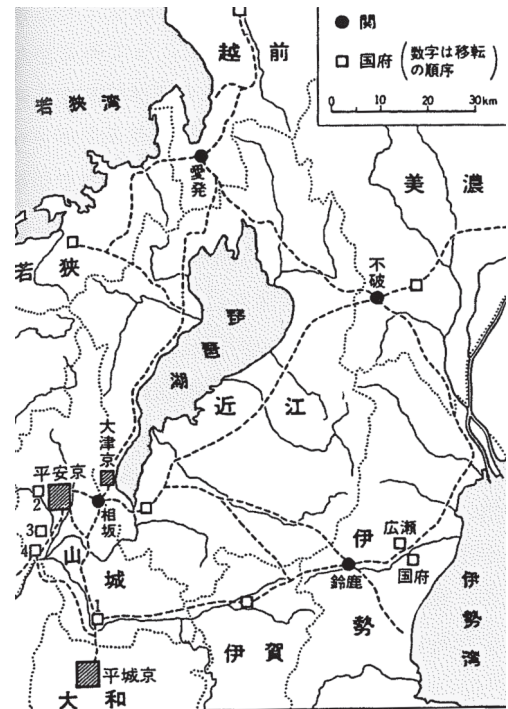 関
国府（数字は移転の順序）
0 10 20 30km
越前
若狭湾
愛発
美濃
若狭
不破
野琶湖
近江
大津京
平安京
相坂
2
3
4
山城
1
伊勢
広瀬
国府
鈴鹿
伊勢湾
伊賀
平城京
大和